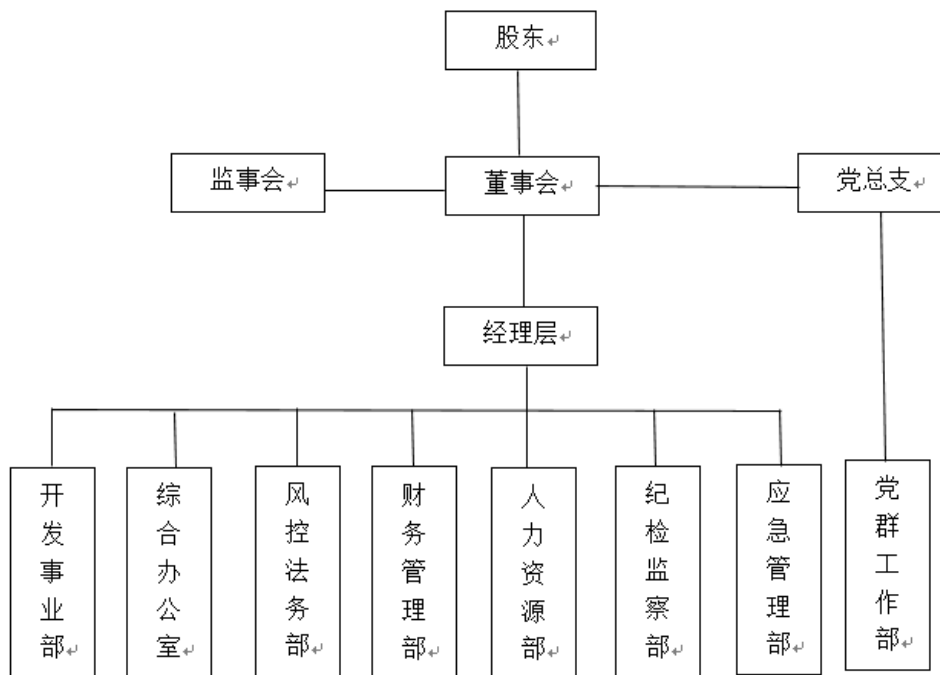 股东
监事会
董事会
党总支
经理层
开发事业部
综合办公室
风控法务部
财务管理部
人力资源部
纪检监察部
应急管理部
党群工作部